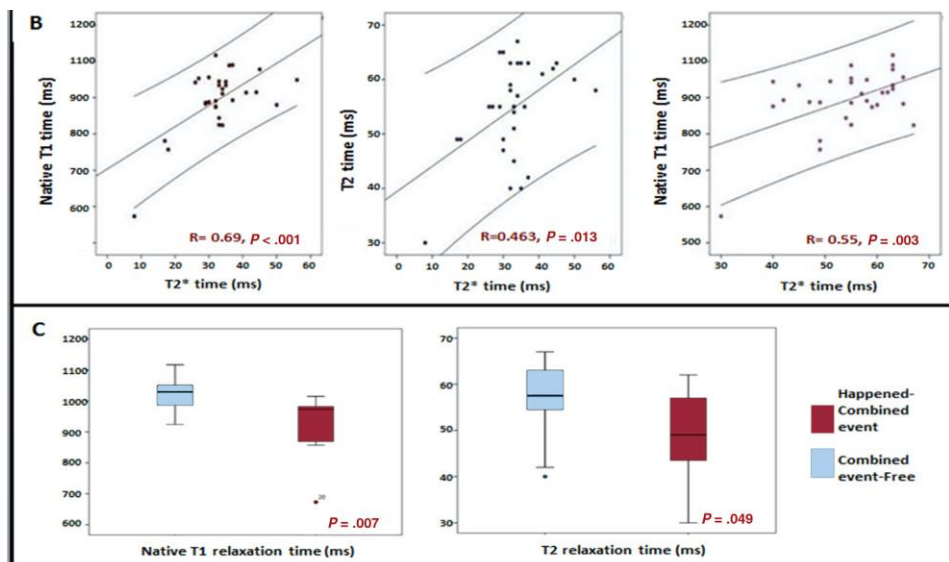 B
Native T1 time (ms)
1200
1100
1000
900
800
700
600
R= 0.69, P < .001
0 10 20 30 40 50 60
T2* time (ms)
T2 time (ms)
70
60
50
40
30
R=0.463, P = .013
0 10 20 30 40 50 60
T2* time (ms)
Native T1 time (ms)
1200
1100
1000
900
800
700
600
500
R= 0.55, P = .003
30 40 50 60 70
T2* time (ms)
C
1200
1100
1000
900
800
700
600
20
P = .007
Native T1 relaxation time (ms)
70
60
50
40
30
P = .049
T2 relaxation time (ms)
Happened-
Combined
event
Combined
event-Free